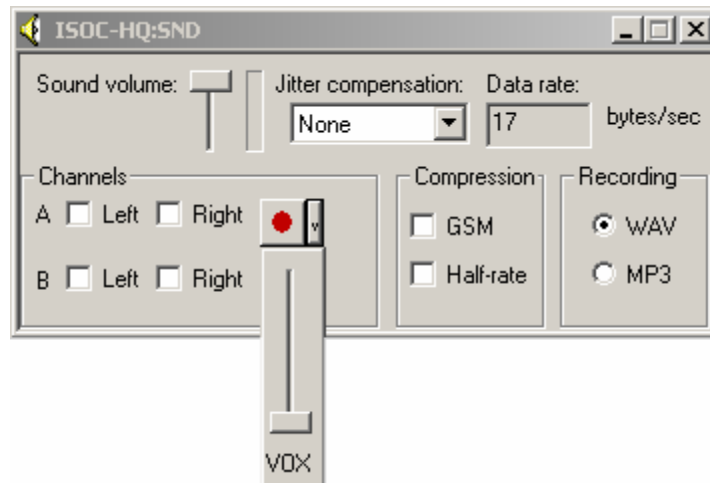 ISOC-HQ:SND
Sound volume: Jitter compensation: Data rate:
None 17 bytes/sec
Channels Compression Recording
A Left Right v GSM WAV
B Left Right Half-rate MP3
VOX